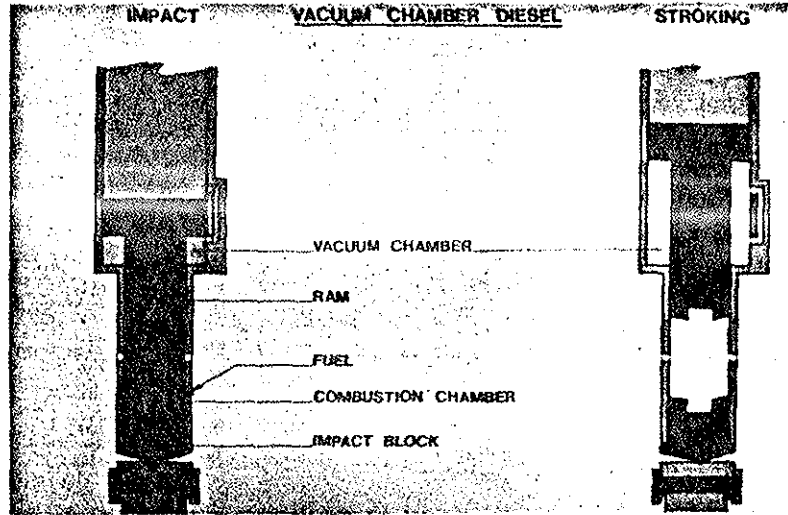 IMPACT
VACUUM CHAMBER DIESEL
STROKING
VACUUM CHAMBER
RAM
FUEL
COMBUSTION CHAMBER
IMPACT BLOCK